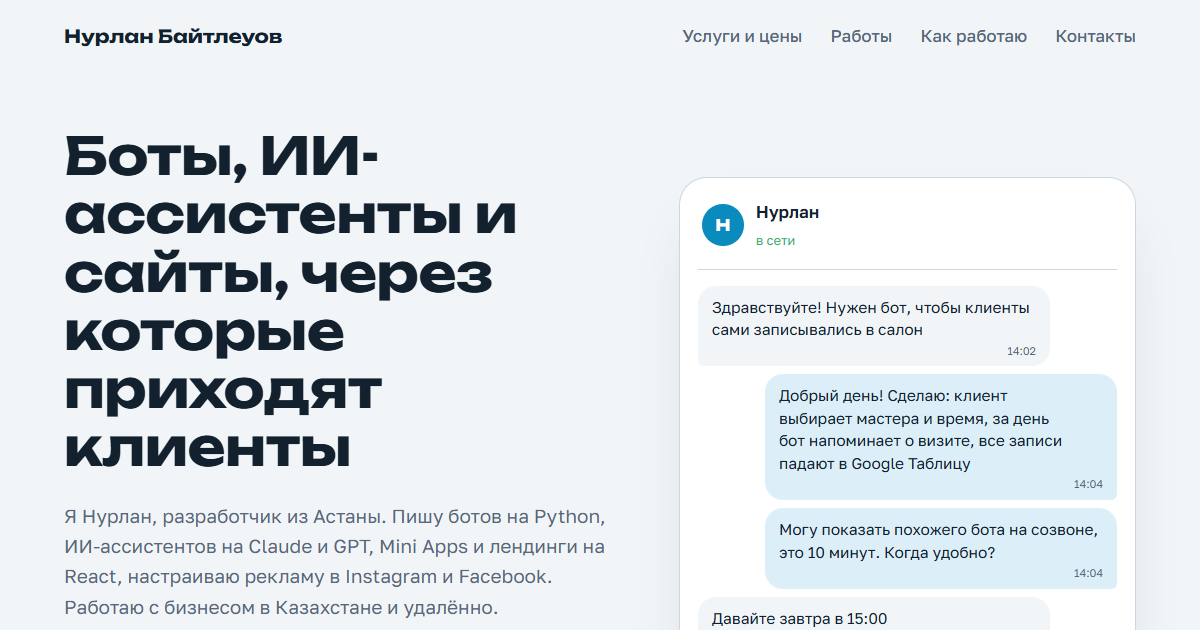 Нурлан Байтлеуов
Услуги и цены
Работы
Как работаю
Контакты
Боты, ИИ-
ассистенты и
сайты, через
которые
приходят
клиенты
Я Нурлан, разработчик из Астаны. Пишу ботов на Python,
ИИ-ассистентов на Claude и GPT, Mini Apps и лендинги на
React, настраиваю рекламу в Instagram и Facebook.
Работаю с бизнесом в Казахстане и удалённо.
Н
Нурлан
в сети
Здравствуйте! Нужен бот, чтобы клиенты
сами записывались в салон
14:02
Добрый день! Сделаю: клиент
выбирает мастера и время, за день
бот напоминает о визите, все записи
падают в Google Таблицу
14:04
Могу показать похожего бота на созвоне,
это 10 минут. Когда удобно?
14:04
Давайте завтра в 15:00